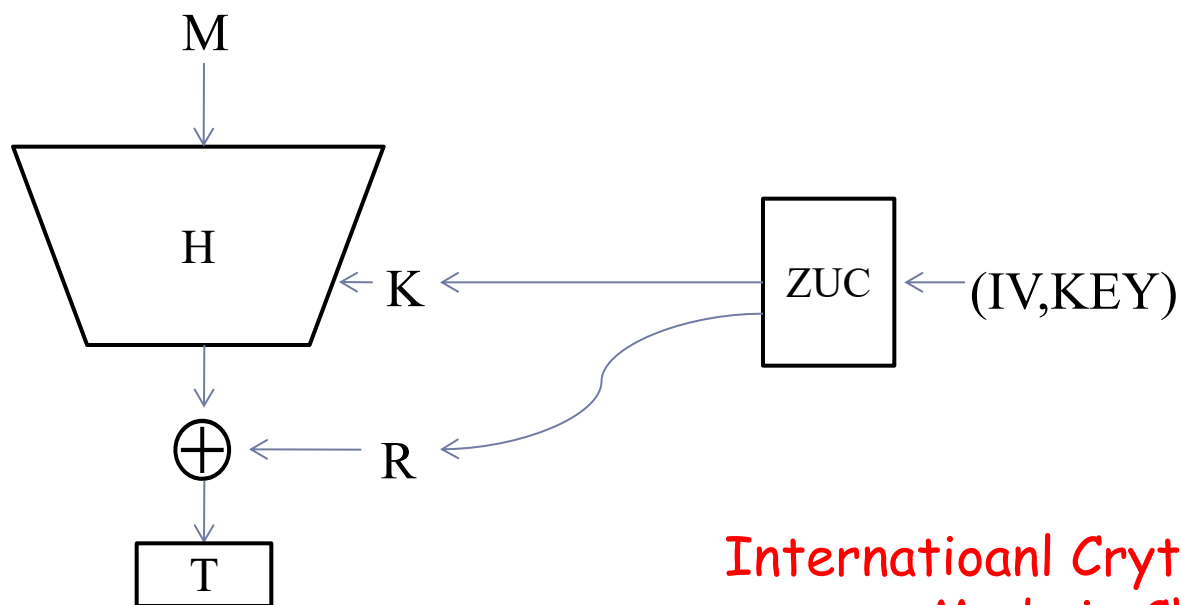 M
H
K
ZUC
(IV,KEY)
R
T
Internatioanl Cryt